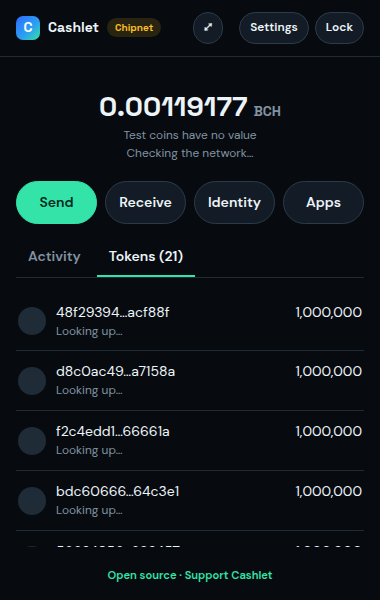 C Cashlet Chipnet Settings Lock
0.00119177 BCH
Test coins have no value
Checking the network...
Send Receive Identity Apps
Activity Tokens (21)
48f29394...acf88f 1,000,000
Looking up...
d8c0ac49...a7158a 1,000,000
Looking up...
f2c4edd1...66661a 1,000,000
Looking up...
bdc60666...64c3e1 1,000,000
Looking up...
Open source · Support Cashlet